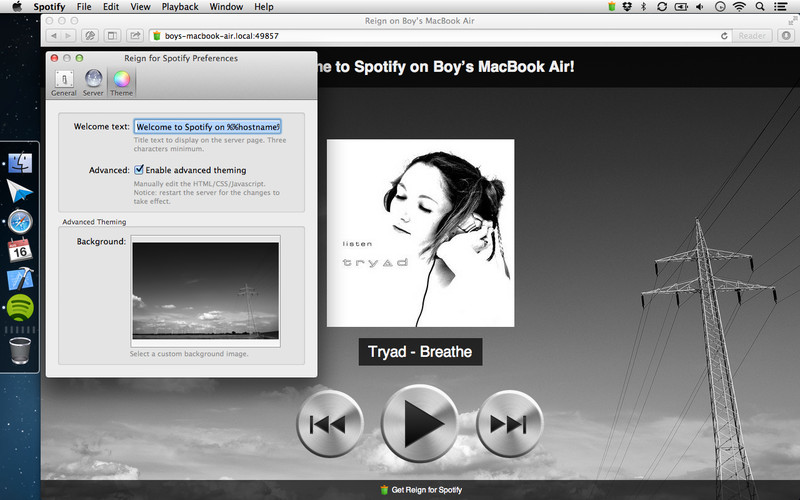 Spotify File Edit View Playback Window Help
Reign on Boy's MacBook Air
boys-macbook-air.local:49857
Reader
Reign for Spotify Preferences
General Server Theme
me to Spotify on Boy's MacBook Air!
Welcome text: Welcome to Spotify on %%hostname%
Title text to display on the server page. Three
characters minimum.
Advanced: Enable advanced theming
Manually edit the HTML/CSS/Javascript.
Notice: restart the server for the changes to
take effect.
Advanced Theming
Background:
Select a custom background image.
JUL
16
listen
tryad
Tryad - Breathe
Get Reign for Spotify